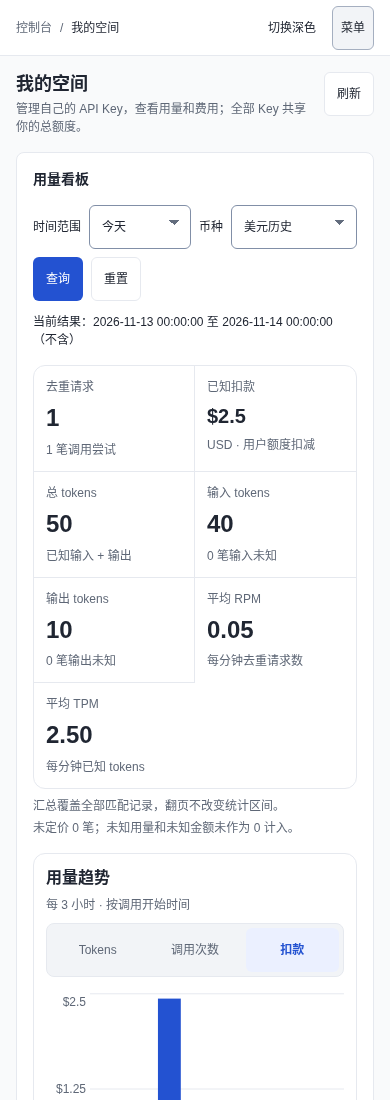 控制台 / 我的空间
切换深色
菜单
我的空间
管理自己的 API Key，查看用量和费用；全部 Key 共享
你的总额度。
刷新
用量看板
时间范围
今天
币种
美元历史
查询
重置
当前结果：2026-11-13 00:00:00 至 2026-11-14 00:00:00
（不含）
去重请求
1
1 笔调用尝试
已知扣款
$2.5
USD · 用户额度扣减
总 tokens
50
已知输入 + 输出
输入 tokens
40
0 笔输入未知
输出 tokens
10
0 笔输出未知
平均 RPM
0.05
每分钟去重请求数
平均 TPM
2.50
每分钟已知 tokens
汇总覆盖全部匹配记录，翻页不改变统计区间。
未定价 0 笔；未知用量和未知金额未作为 0 计入。
用量趋势
每 3 小时 · 按调用开始时间
Tokens
调用次数
扣款
$2.5
$1.25